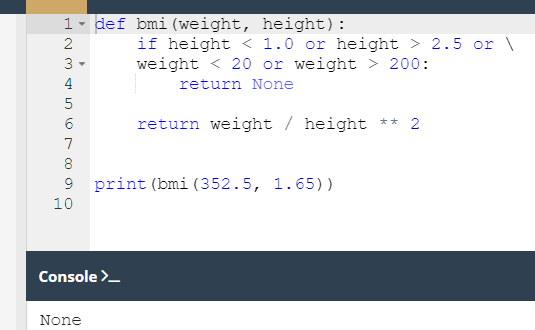 1 def bmi(weight, height):
2     if height < 1.0 or height > 2.5 or \
3     weight < 20 or weight > 200:
4         return None
5
6     return weight / height ** 2
7
8
9 print(bmi(352.5, 1.65))
10
Console >_
None